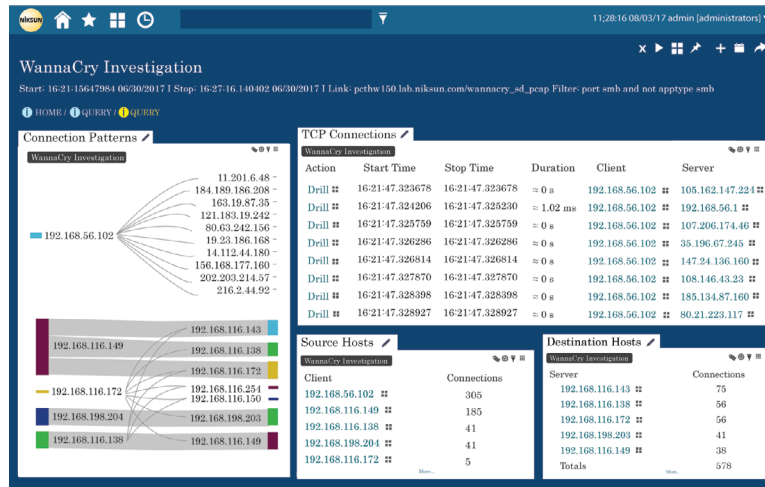 NIKSUN
11;28:16 08/03/17 admin [administrators]
x
WannaCry Investigation
Start: 16:21:15647984 06/30/2017 I Stop: 16:27:16.140402 06/30/2017 I Link: pcthw150.lab.niksun.com/wannacry_sd_pcap Filter: port smb and not apptype smb
HOME / QUERY / QUERY
Connection Patterns
WannaCry Investigation
11.201.6.48
184.189.186.208
163.19.87.35
121.183.19.242
80.63.242.156
192.168.56.102
19.23.186.168
14.112.44.180
156.168.177.160
202.203.214.57
216.2.44.92
192.168.116.149
192.168.116.143
192.168.116.138
192.168.116.172
192.168.116.172
192.168.116.254
192.168.116.150
192.168.198.204
192.168.198.203
192.168.116.138
192.168.116.149
TCP Connections
WannaCry Investigation
Action Start Time Stop Time Duration Client Server
Drill 16:21:47.323678 16:21:47.323678 ≈ 0 s 192.168.56.102 105.162.147.224
Drill 16:21:47.324206 16:21:47.325230 ≈ 1.02 ms 192.168.56.102 192.168.56.1
Drill 16:21:47.325759 16:21:47.325759 ≈ 0 s 192.168.56.102 107.206.174.46
Drill 16:21:47.326286 16:21:47.326286 ≈ 0 s 192.168.56.102 35.196.67.245
Drill 16:21:47.326814 16:21:47.326814 ≈ 0 s 192.168.56.102 147.24.136.160
Drill 16:21:47.327870 16:21:47.327870 ≈ 0 s 192.168.56.102 108.146.43.23
Drill 16:21:47.328398 16:21:47.328398 ≈ 0 s 192.168.56.102 185.134.87.160
Drill 16:21:47.328927 16:21:47.328927 ≈ 0 s 192.168.56.102 80.21.223.117
Source Hosts
WannaCry Investigation
Client Connections
192.168.56.102 305
192.168.116.149 185
192.168.116.138 41
192.168.198.204 41
192.168.116.172 5
More...
Destination Hosts
WannaCry Investigation
Server Connections
192.168.116.143 75
192.168.116.138 56
192.168.116.172 56
192.168.198.203 41
192.168.116.149 38
Totals 578
More..